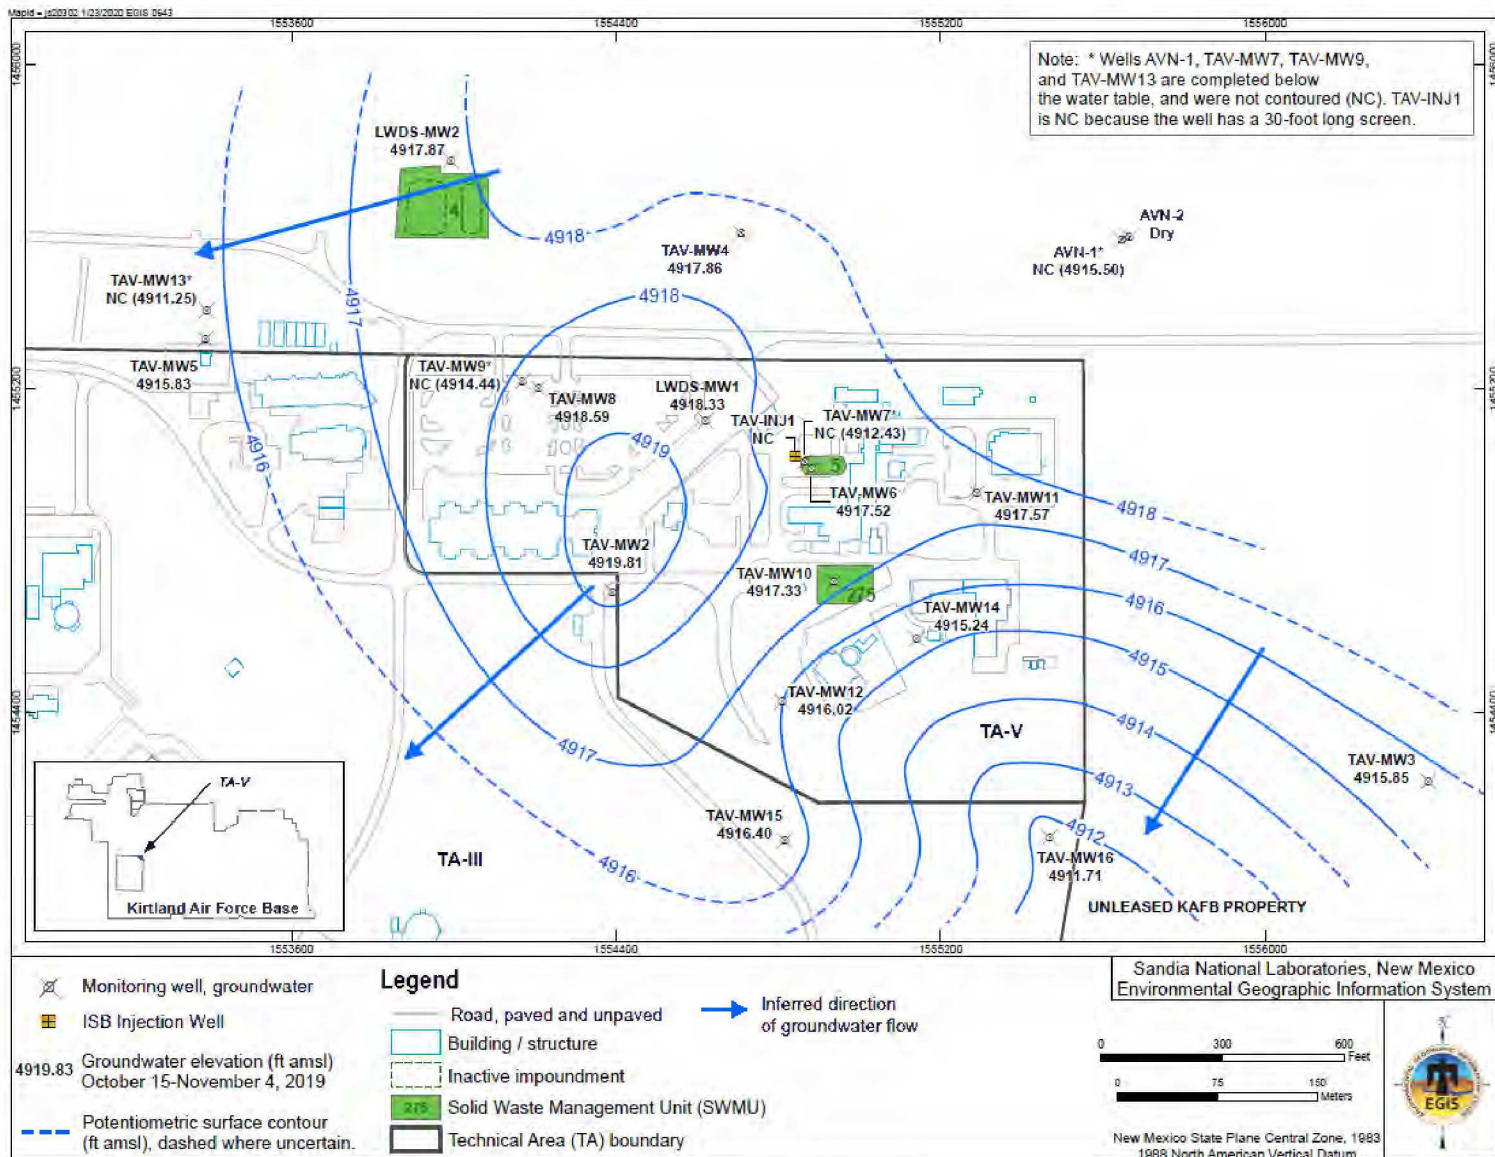 MapId = js20302 1/23/2020 EGIS 0643
1553600
1554400
1555200
1556000
1456000
1456000
Note: * Wells AVN-1, TAV-MW7, TAV-MW9,
and TAV-MW13 are completed below
the water table, and were not contoured (NC). TAV-INJ1
is NC because the well has a 30-foot long screen.
LWDS-MW2
4917.87
4
4918
TAV-MW4
4917.86
AVN-2
Dry
AVN-1*
NC (4915.50)
TAV-MW13*
NC (4911.25)
4917
4918
TAV-MW5
4915.83
TAV-MW9*
NC (4914.44)
TAV-MW8
4918.59
LWDS-MW1
4918.33
1455200
1455200
TAV-INJ1
NC
TAV-MW7*
NC (4912.43)
4916
4919
5
TAV-MW6
4917.52
TAV-MW11
4917.57
4918
TAV-MW2
4919.81
4917
TAV-MW10
4917.33
275
4916
TAV-MW14
4915.24
4915
TAV-MW12
4916.02
1454400
1454400
4917
TA-V
4914
TAV-MW3
4915.85
4913
TA-V
TAV-MW15
4916.40
4912
TA-III
4916
TAV-MW16
4911.71
Kirtland Air Force Base
UNLEASED KAFB PROPERTY
1553600
1554400
1555200
1556000
Legend
Monitoring well, groundwater
ISB Injection Well
4919.83 Groundwater elevation (ft amsl)
October 15-November 4, 2019
Potentiometric surface contour
(ft amsl), dashed where uncertain.
Road, paved and unpaved
Building / structure
Inactive impoundment
275 Solid Waste Management Unit (SWMU)
Technical Area (TA) boundary
Inferred direction
of groundwater flow
Sandia National Laboratories, New Mexico
Environmental Geographic Information System
0 300 600
Feet
0 75 150
Meters
EGIS
New Mexico State Plane Central Zone, 1983
1988 North American Vertical Datum